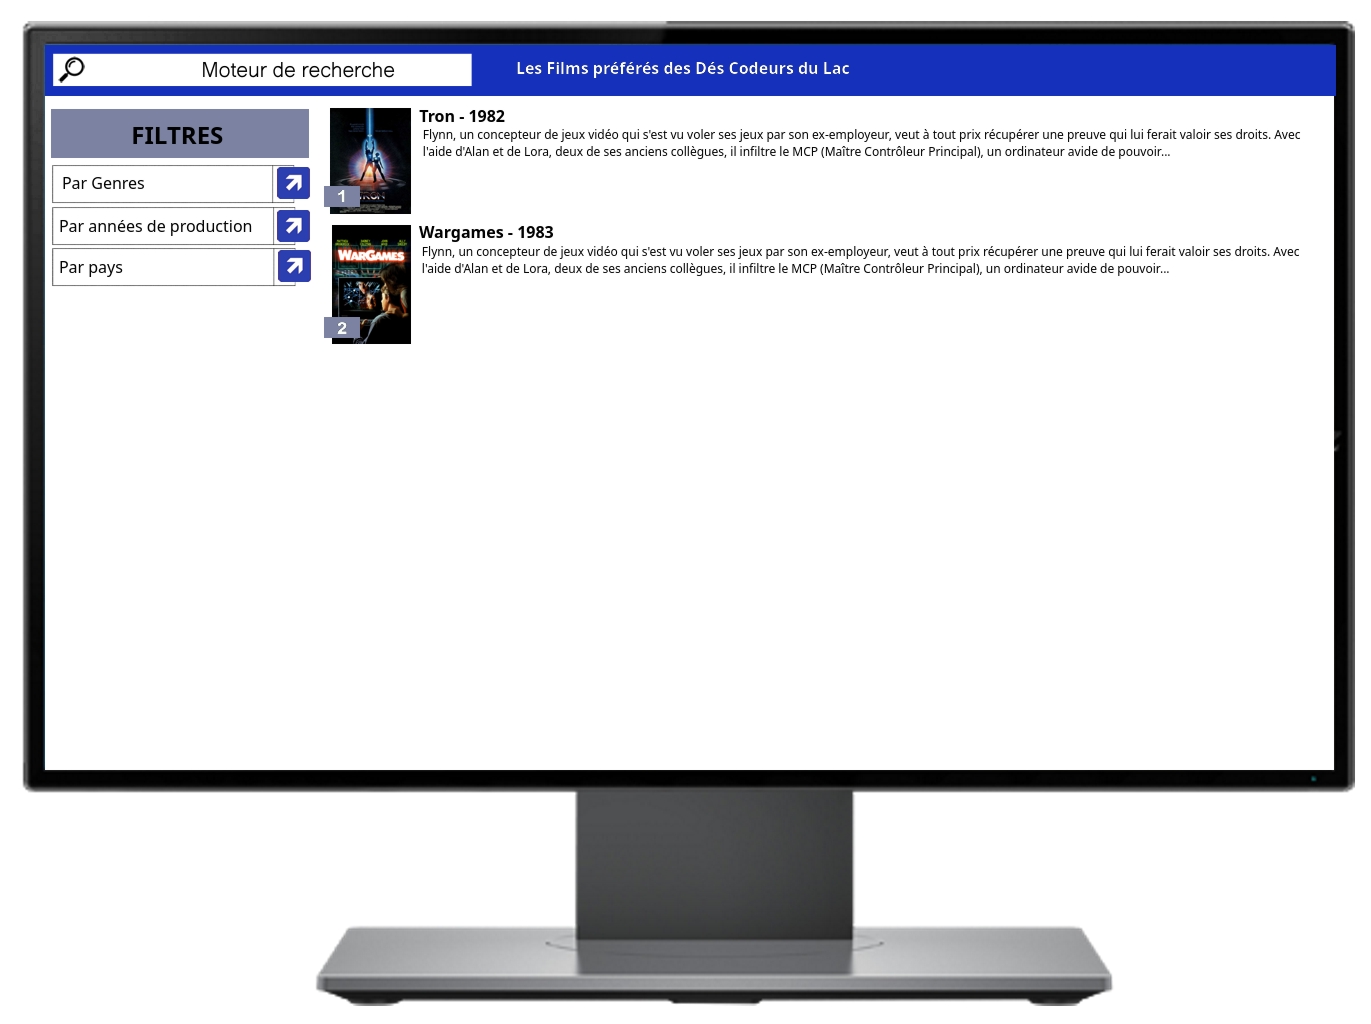 Moteur de recherche
Les Films préférés des Dés Codeurs du Lac
FILTRES
Par Genres
Par années de production
Par pays
Tron - 1982
Flynn, un concepteur de jeux vidéo qui s'est vu voler ses jeux par son ex-employeur, veut à tout prix récupérer une preuve qui lui ferait valoir ses droits. Avec
l'aide d'Alan et de Lora, deux de ses anciens collègues, il infiltre le MCP (Maître Contrôleur Principal), un ordinateur avide de pouvoir...
1
Wargames - 1983
Flynn, un concepteur de jeux vidéo qui s'est vu voler ses jeux par son ex-employeur, veut à tout prix récupérer une preuve qui lui ferait valoir ses droits. Avec
l'aide d'Alan et de Lora, deux de ses anciens collègues, il infiltre le MCP (Maître Contrôleur Principal), un ordinateur avide de pouvoir...
WARGAMES
2